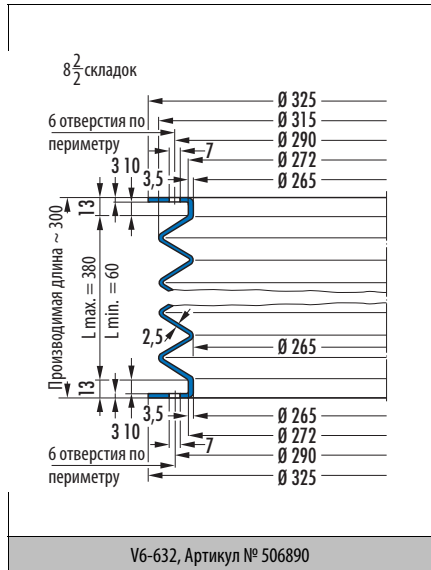 8 2/2 складок
Ø 325
Ø 315
6 отверстия по
периметру
Ø 290
7
Ø 272
3 10
3,5
Ø 265
13
Производимая длина ~ 300
L max. = 380
L min. = 60
2,5
Ø 265
13
3,5
Ø 265
3 10
7
Ø 272
6 отверстия по
периметру
Ø 290
Ø 325
V6-632, Артикул № 506890